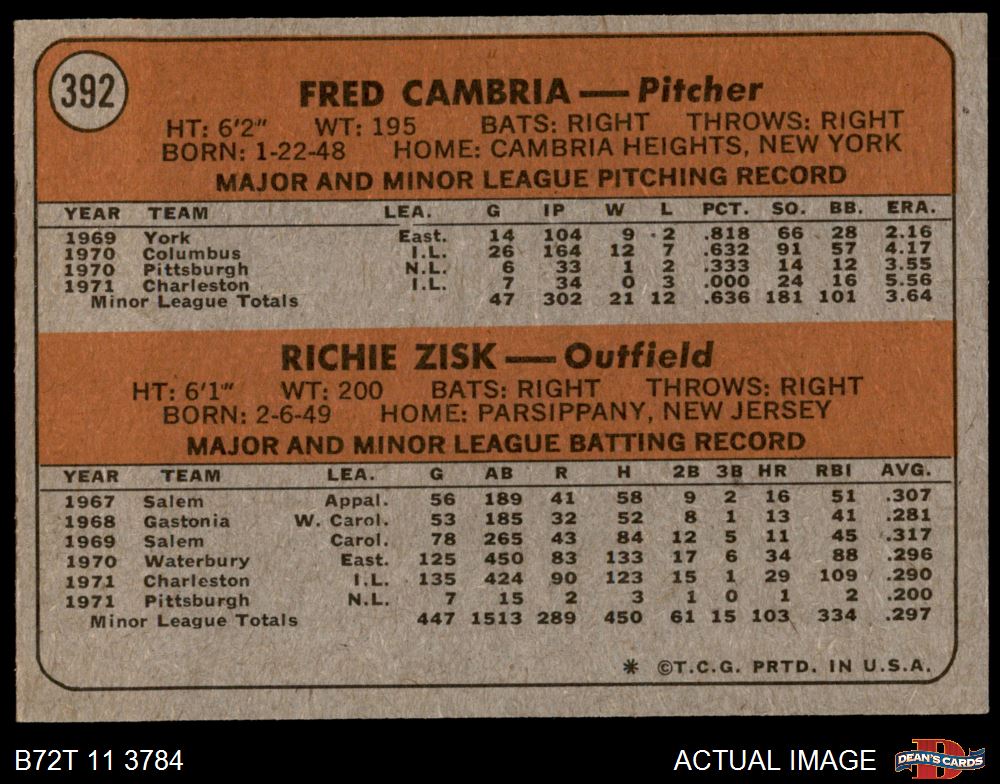 392
FRED CAMBRIA — Pitcher
HT: 6'2" WT: 195 BATS: RIGHT THROWS: RIGHT
BORN: 1-22-48 HOME: CAMBRIA HEIGHTS, NEW YORK
MAJOR AND MINOR LEAGUE PITCHING RECORD
YEAR TEAM LEA. G IP W L PCT. SO. BB. ERA.
1969 York East. 14 104 9 2 .818 66 28 2.16
1970 Columbus I.L. 26 164 12 7 .632 91 57 4.17
1970 Pittsburgh N.L. 6 33 1 2 .333 14 12 3.55
1971 Charleston I.L. 7 34 0 3 .000 24 16 5.56
Minor League Totals 47 302 21 12 .636 181 101 3.64
RICHIE ZISK — Outfield
HT: 6'1" WT: 200 BATS: RIGHT THROWS: RIGHT
BORN: 2-6-49 HOME: PARSIPPANY, NEW JERSEY
MAJOR AND MINOR LEAGUE BATTING RECORD
YEAR TEAM LEA. G AB R H 2B 3B HR RBI AVG.
1967 Salem Appal. 56 189 41 58 9 2 16 51 .307
1968 Gastonia W. Carol. 53 185 32 52 8 1 13 41 .281
1969 Salem Carol. 78 265 43 84 12 5 11 45 .317
1970 Waterbury East. 125 450 83 133 17 6 34 88 .296
1971 Charleston I.L. 135 424 90 123 15 1 29 109 .290
1971 Pittsburgh N.L. 7 15 2 3 1 0 1 2 .200
Minor League Totals 447 1513 289 450 61 15 103 334 .297
* ©T.C.G. PRTD. IN U.S.A.
B72T 11 3784 ACTUAL IMAGE
DEAN'S CARDS